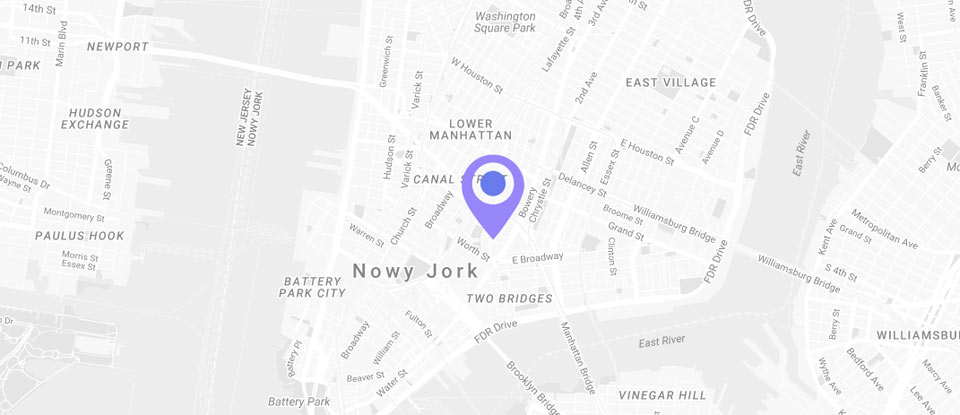 Washington
Square Park
Broa
4th A
3rd Ave
FDR Drive
West St
11th St
Marin Blvd
NEWPORT
PARK
Greenwich St
Varick St
Lafayette St
W Houston St
2nd Ave
EAST VILLAGE
Franklin St
Banker St
HUDSON
EXCHANGE
NEW JERSEY
NOWY JORK
LOWER
MANHATTAN
FDR Drive
Avenue C
Avenue D
East River
Hudson St
Varick St
Allen St
Essex St
E Houston St
Berry St
Mo
Columbus Dr
Wayne St
Greene St
CANAL ST
Delancey St
Bowery
Chrystie St
Broome St
Grand St
Williamsburg Bridge
Montgomery St
Broadway
Church St
Warren St
Worth St
Metropolitan Ave
Grand St
Kent Ave
PAULUS HOOK
Morris St
Essex St
E Broadway
Clinton St
FDR Drive
Williamsburg Bridge
S 4th St
Nowy Jork
BATTERY
PARK CITY
TWO BRIDGES
Dr
Fulton St
FDR Drive
Manhattan Bridge
East River
Berry St
WILLIAMSBU
Broadway
William St
Battery Pl
Beaver St
Water St
Brooklyn Bridge
Wythe Ave
Bedford Ave
Marcy Ave
Lee Ave
VINEGAR HILL
Battery Park